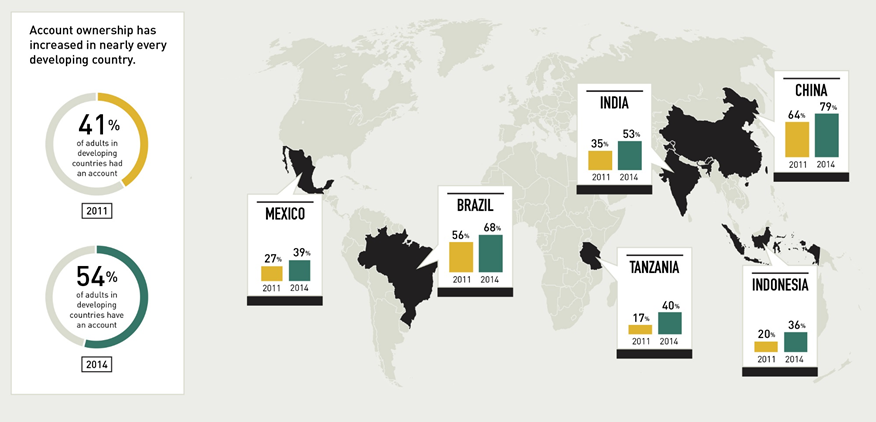 Account ownership has
increased in nearly every
developing country.
41%
of adults in
developing
countries had
an account
2011
54%
of adults in
developing
countries have
an account
2014
MEXICO
27%
39%
2011 2014
BRAZIL
56%
68%
2011 2014
INDIA
35%
53%
2011 2014
CHINA
64%
79%
2011 2014
TANZANIA
17%
40%
2011 2014
INDONESIA
20%
36%
2011 2014